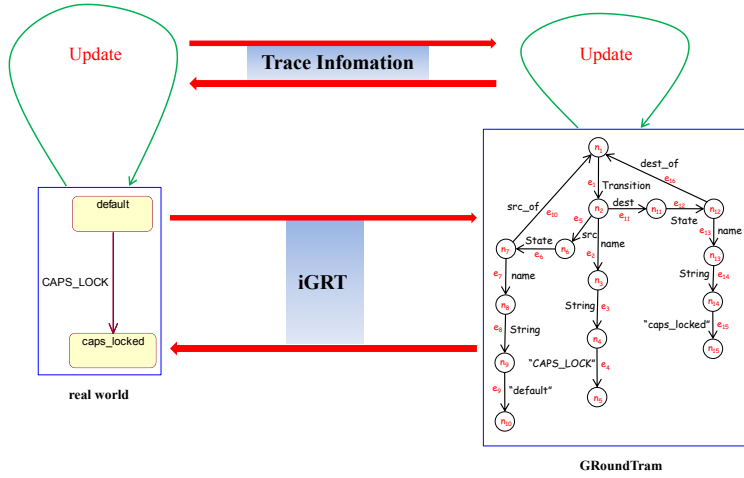 Update
Trace Infomation
Update
default
CAPS_LOCK
caps_locked
real world
iGRT
n1
dest_of
e16
e1
Transition
src_of
e10
n2
dest
e11
n11
e12
State
n12
e5
src
State
e6
n6
n7
e13
name
e2
name
e7
name
n13
n3
String
e14
String
e3
n8
n14
e8
String
n4
"caps_locked"
e15
n9
"CAPS_LOCK"
e4
n15
e9
"default"
n5
n10
GRoundTram